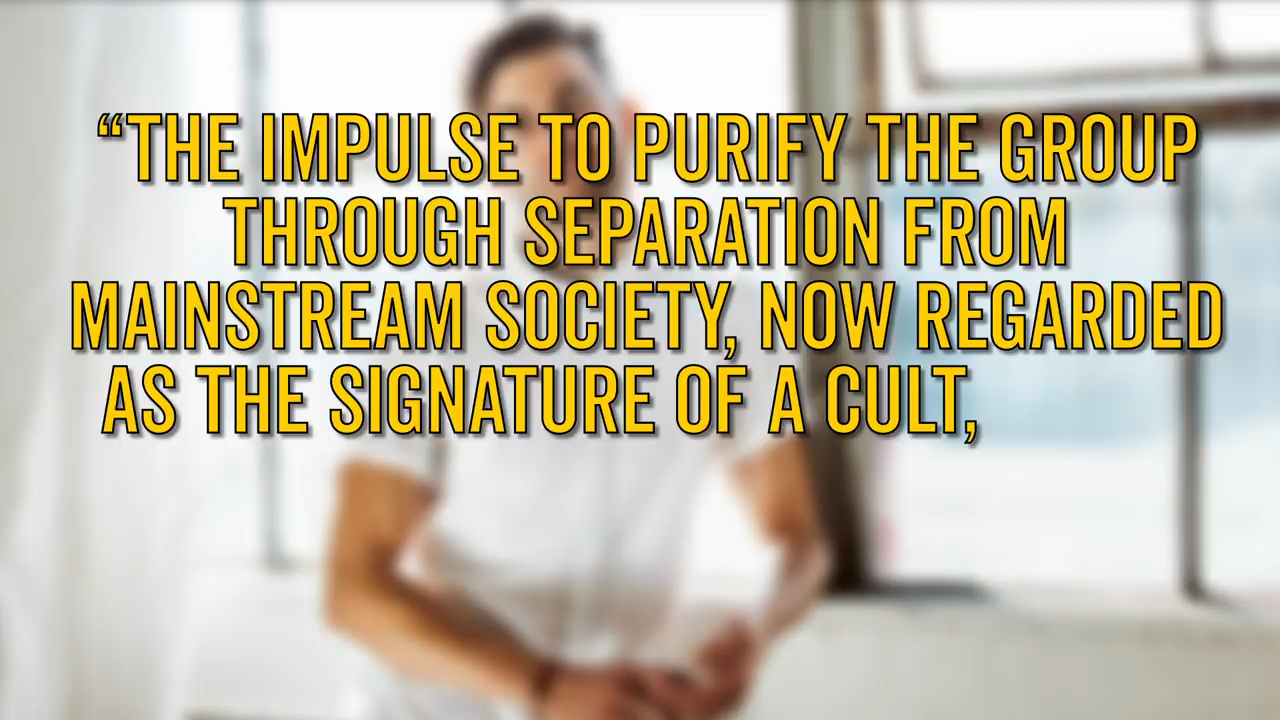 “THE IMPULSE TO PURIFY THE GROUP
THROUGH SEPARATION FROM
MAINSTREAM SOCIETY, NOW REGARDED
AS THE SIGNATURE OF A CULT,